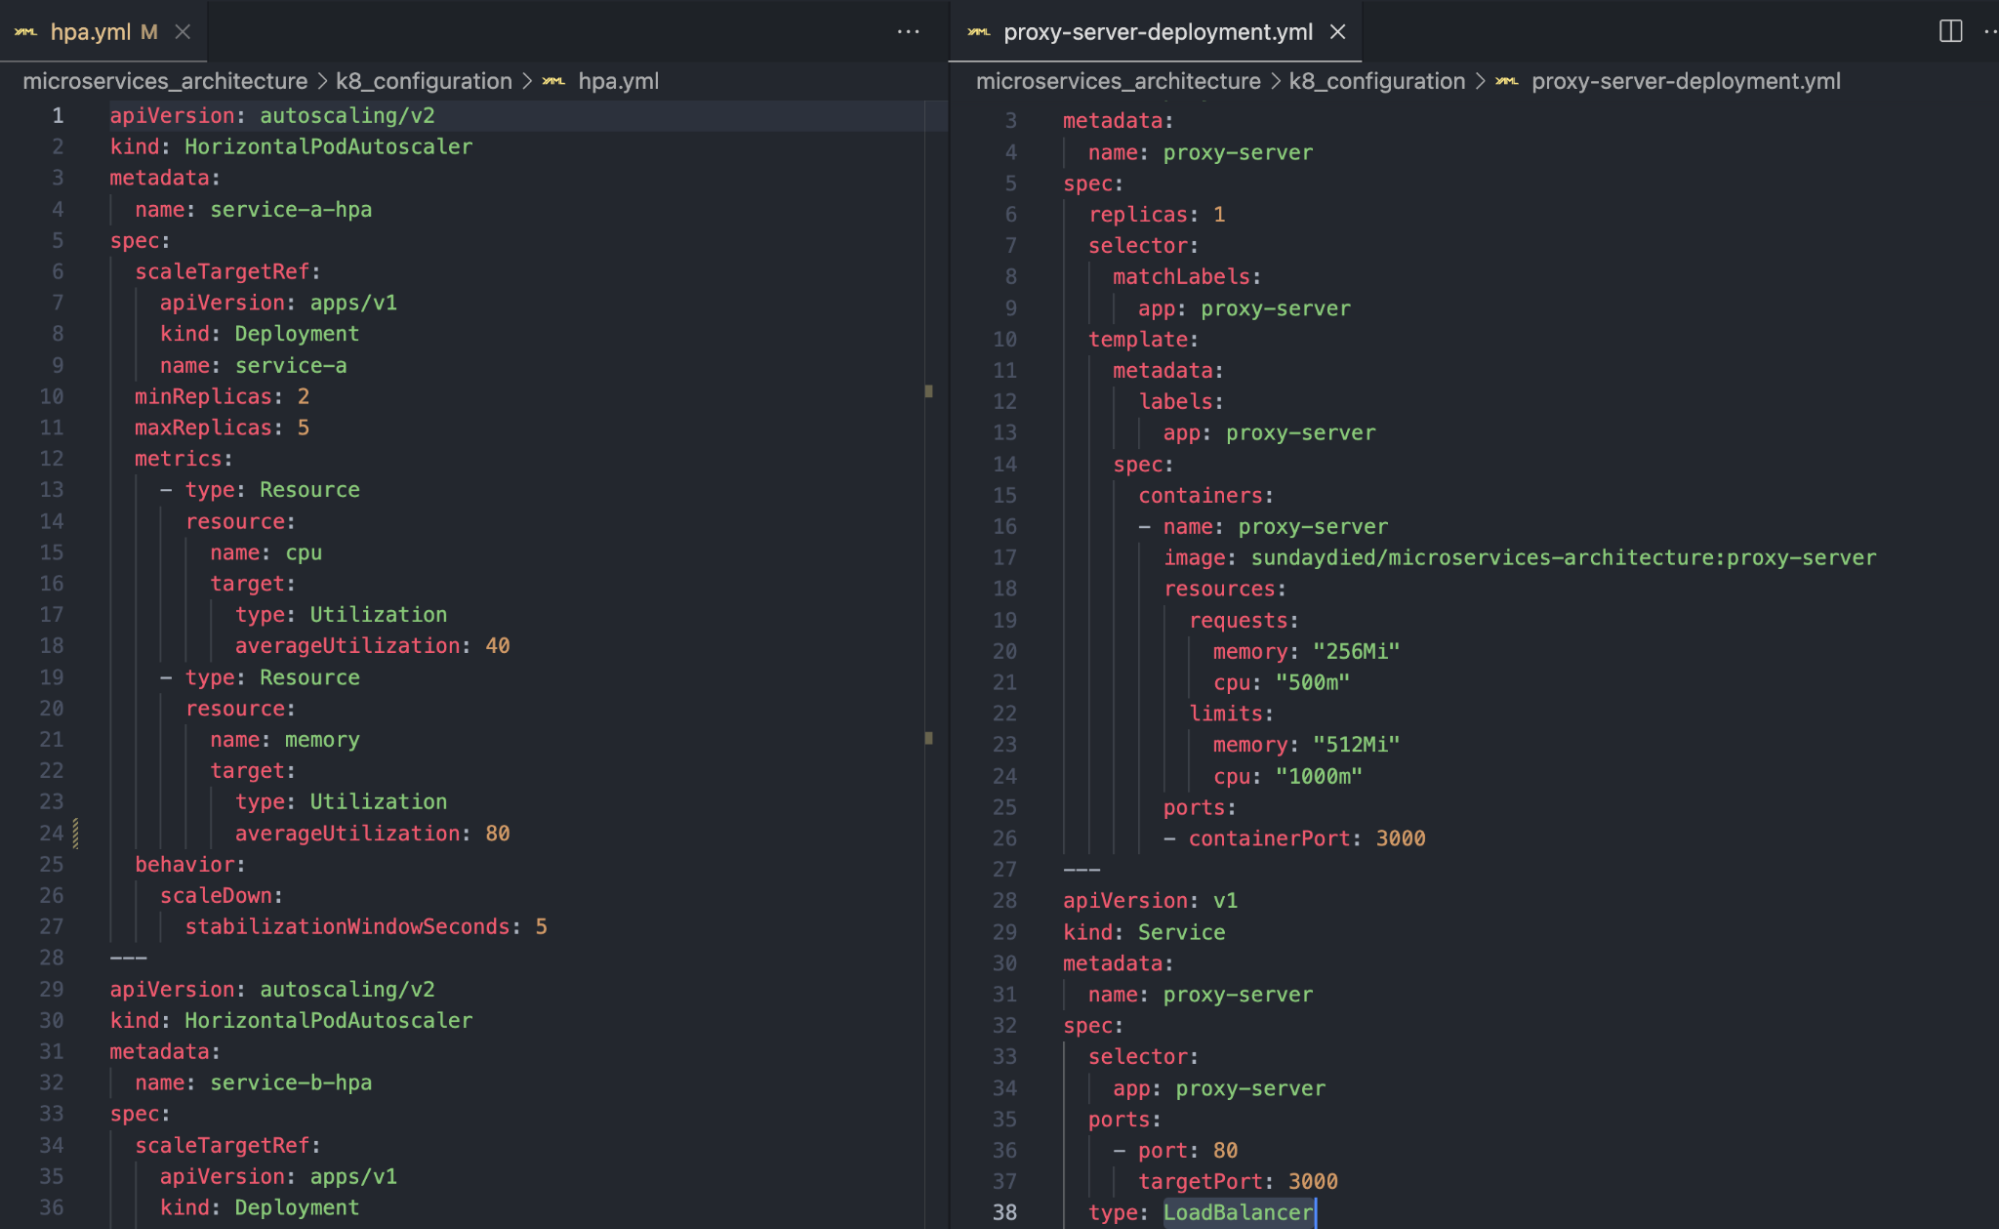 hpa.yml M
microservices_architecture > k8_configuration > hpa.yml
1 apiVersion: autoscaling/v2
2 kind: HorizontalPodAutoscaler
3 metadata:
4   name: service-a-hpa
5 spec:
6   scaleTargetRef:
7     apiVersion: apps/v1
8     kind: Deployment
9     name: service-a
10   minReplicas: 2
11   maxReplicas: 5
12   metrics:
13     - type: Resource
14       resource:
15         name: cpu
16         target:
17           type: Utilization
18           averageUtilization: 40
19     - type: Resource
20       resource:
21         name: memory
22         target:
23           type: Utilization
24           averageUtilization: 80
25   behavior:
26     scaleDown:
27       stabilizationWindowSeconds: 5
28 ---
29 apiVersion: autoscaling/v2
30 kind: HorizontalPodAutoscaler
31 metadata:
32   name: service-b-hpa
33 spec:
34   scaleTargetRef:
35     apiVersion: apps/v1
36     kind: Deployment
proxy-server-deployment.yml
microservices_architecture > k8_configuration > proxy-server-deployment.yml
3 metadata:
4   name: proxy-server
5 spec:
6   replicas: 1
7   selector:
8     matchLabels:
9       app: proxy-server
10   template:
11     metadata:
12       labels:
13         app: proxy-server
14     spec:
15       containers:
16       - name: proxy-server
17         image: sundaydied/microservices-architecture:proxy-server
18         resources:
19           requests:
20             memory: "256Mi"
21             cpu: "500m"
22           limits:
23             memory: "512Mi"
24             cpu: "1000m"
25         ports:
26         - containerPort: 3000
27 ---
28 apiVersion: v1
29 kind: Service
30 metadata:
31   name: proxy-server
32 spec:
33   selector:
34     app: proxy-server
35   ports:
36     - port: 80
37       targetPort: 3000
38   type: LoadBalancer